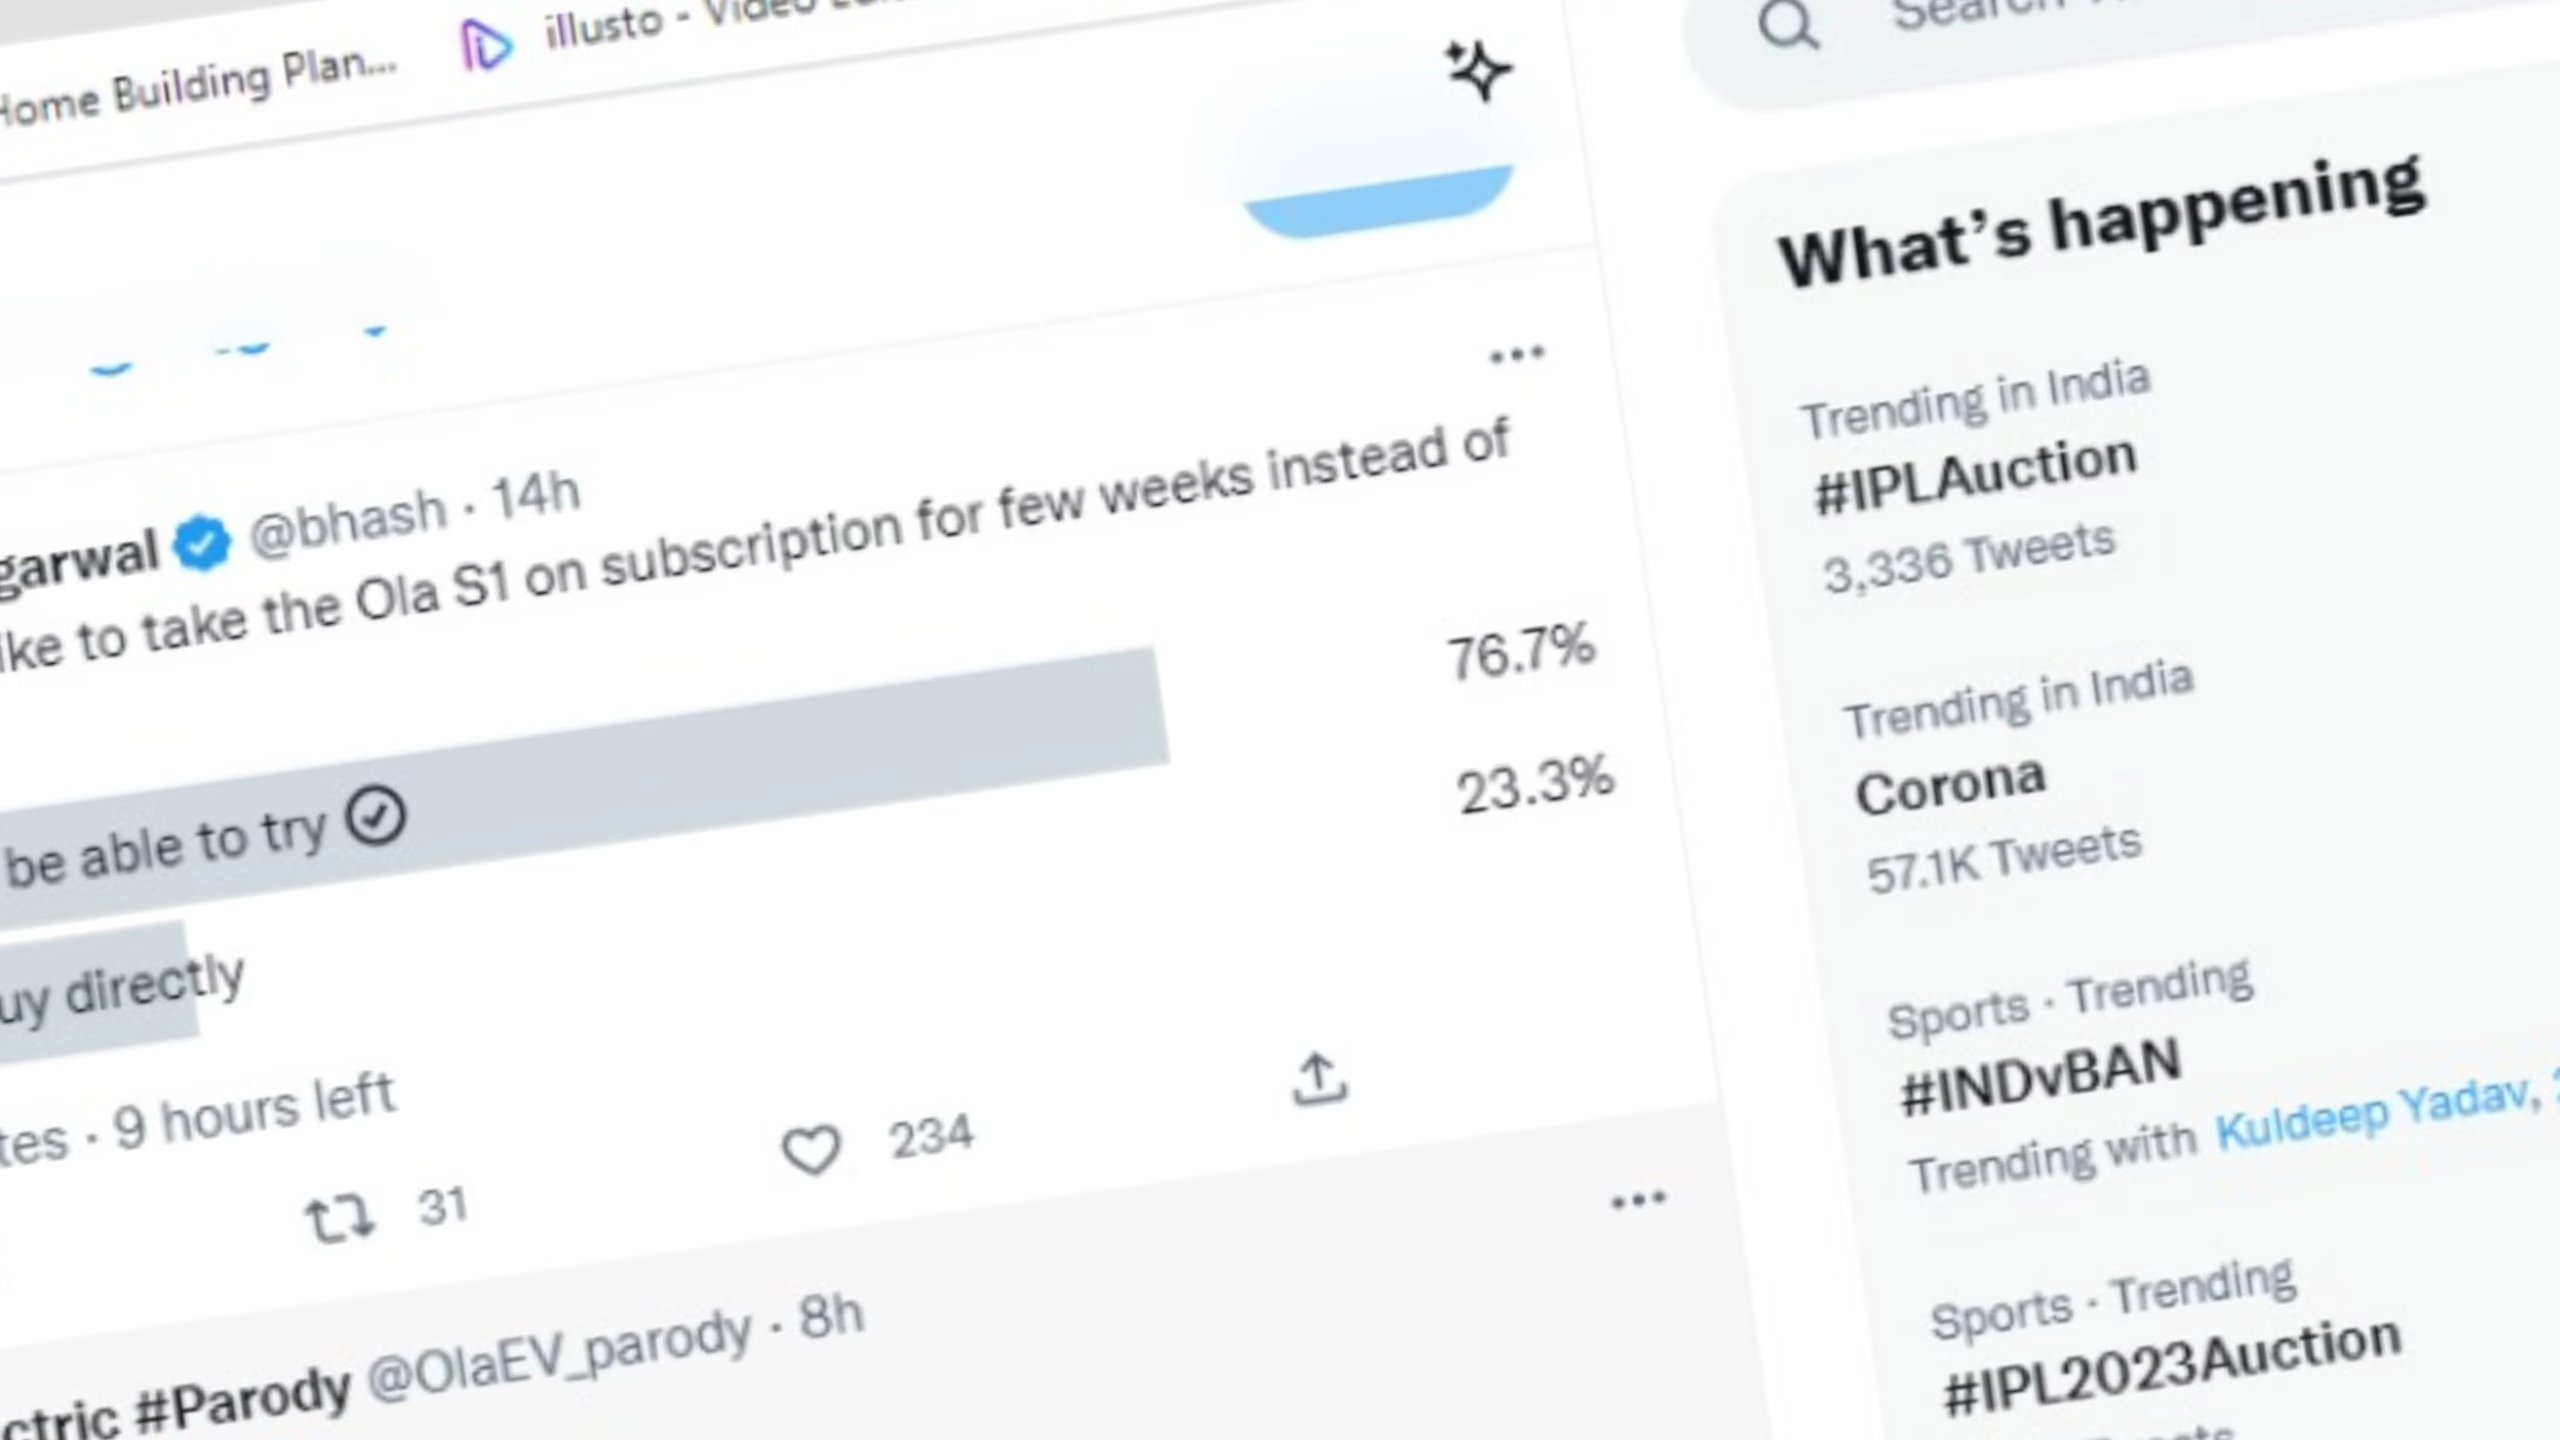 Home Building Plan...
illusto - Video
Search
garwal @bhash · 14h
ike to take the Ola S1 on subscription for few weeks instead of
76.7%
be able to try
23.3%
uy directly
tes · 9 hours left
31
234
ctric #Parody @OlaEV_parody · 8h
What's happening
Trending in India
#IPLAuction
3,336 Tweets
Trending in India
Corona
57.1K Tweets
Sports · Trending
#INDvBAN
Trending with Kuldeep Yadav,
Sports · Trending
#IPL2023Auction